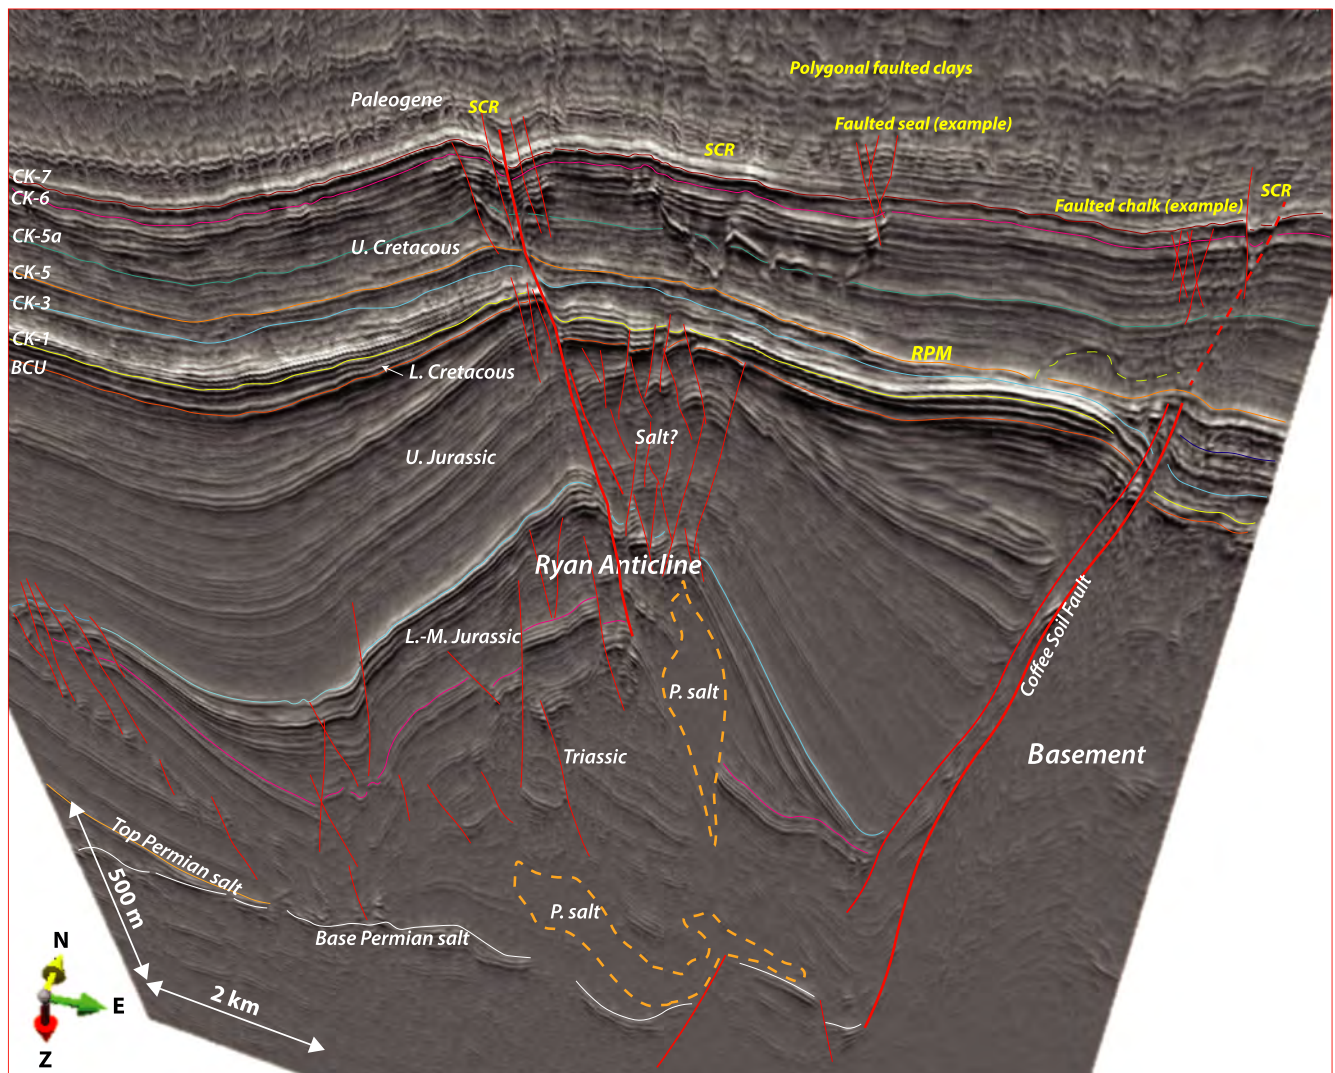 Polygonal faulted clays
Paleogene
SCR
Faulted seal (example)
SCR
CK-7
SCR
CK-6
Faulted chalk (example)
CK-5a
U. Cretacous
CK-5
CK-3
CK-1
RPM
BCU
L. Cretacous
Salt?
U. Jurassic
Ryan Anticline
Coffee Soil Fault
L.-M. Jurassic
P. salt
Triassic
Basement
Top Permian salt
500 m
P. salt
Base Permian salt
N
2 km
E
Z